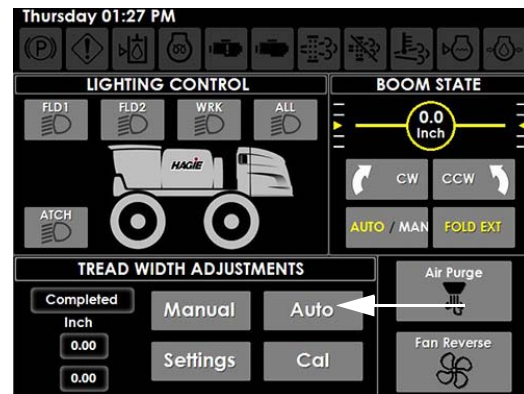 Thursday 01:27 PM
LIGHTING CONTROL
FLD1 FLD2 WRK ALL
HAGIE
ATCH
BOOM STATE
0.0
Inch
CW CCW
AUTO / MAN FOLD EXT
TREAD WIDTH ADJUSTMENTS
Completed
Inch
0.00
0.00
Manual Auto
Settings Cal
Air Purge
Fan Reverse